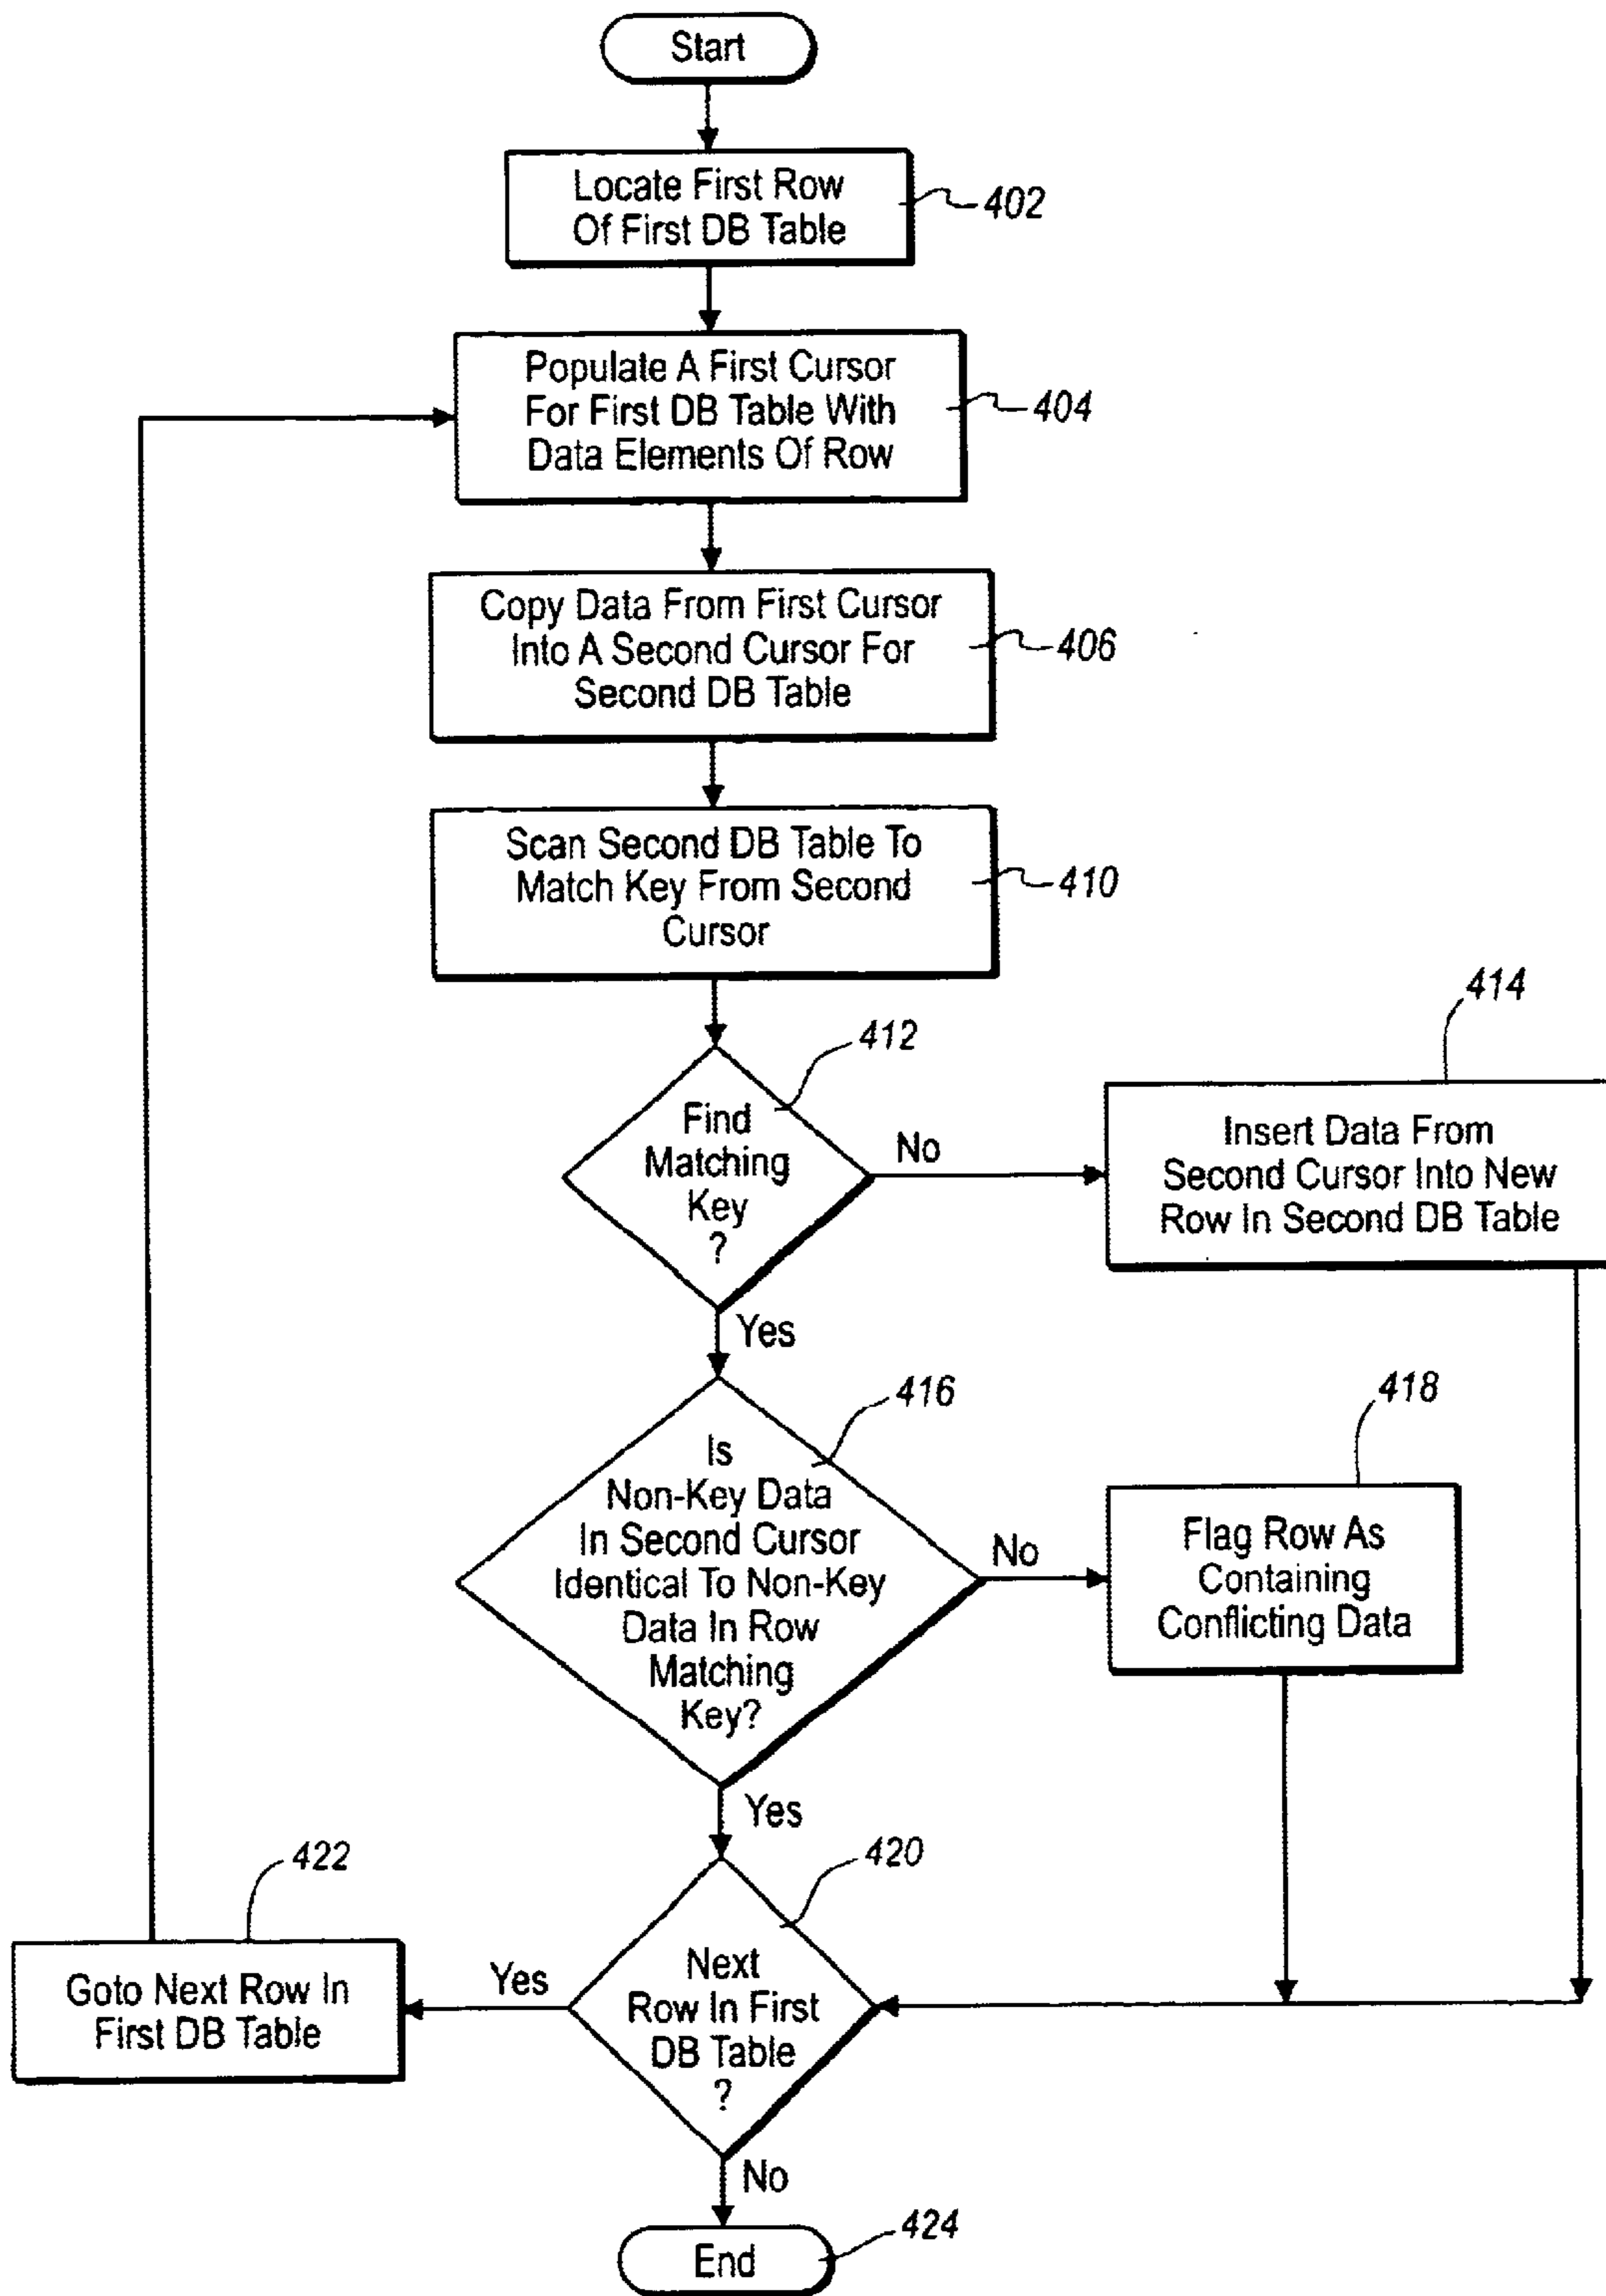 Start
Locate First Row
Of First DB Table
402
Populate A First Cursor
For First DB Table With
Data Elements Of Row
404
Copy Data From First Cursor
Into A Second Cursor For
Second DB Table
406
Scan Second DB Table To
Match Key From Second
Cursor
410
412
Find
Matching
Key
?
No
Yes
414
Insert Data From
Second Cursor Into New
Row In Second DB Table
416
Is
Non-Key Data
In Second Cursor
Identical To Non-Key
Data In Row
Matching
Key?
No
Yes
418
Flag Row As
Containing
Conflicting Data
420
Next
Row In First
DB Table
?
Yes
No
422
Goto Next Row In
First DB Table
End
424